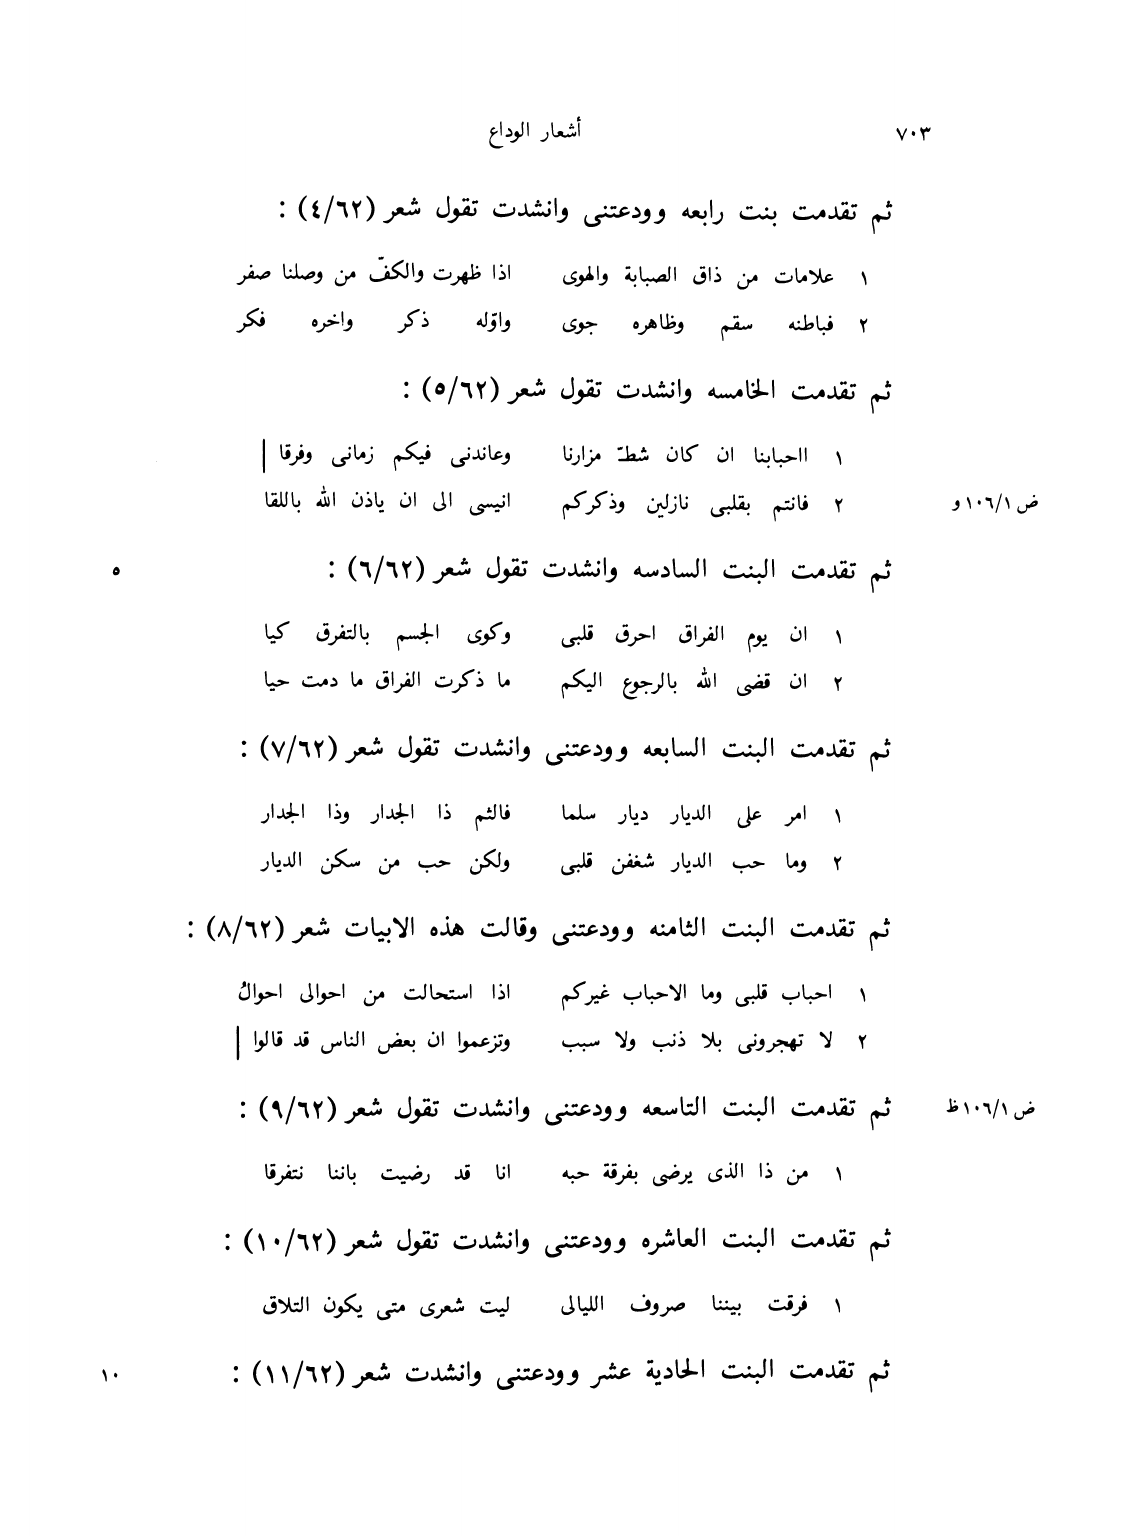 ٧٠٣ أشعار الوداع
ثم تقدمت بنت رابعه وودعتنى وانشدت تقول شعر (٤/٦٢) :
١ علامات من ذاق الصبابة والهوى اذا ظهرت والكفّ من وصلنا صفر
٢ فباطنه سقم وظاهره جوى واوّله ذكر واخره فكر
ثم تقدمت الخامسه وانشدت تقول شعر (٥/٦٢) :
١ ااحبابنا ان كان شطّ مزارنا وعاندنى فيكم زمانى وفرقا |
٢ فانتم بقلبى نازلين وذكركم انيسى الى ان ياذن الله باللقا ض ١٠٦/١ و
ثم تقدمت البنت السادسه وانشدت تقول شعر (٦/٦٢) : ٥
١ ان يوم الفراق احرق قلبى وكوى الجسم بالتفرق كيا
٢ ان قضى الله بالرجوع اليكم ما ذكرت الفراق ما دمت حيا
ثم تقدمت البنت السابعه وودعتنى وانشدت تقول شعر (٧/٦٢) :
١ امر على الديار ديار سلما فالثم ذا الجدار وذا الجدار
٢ وما حب الديار شغفن قلبى ولكن حب من سكن الديار
ثم تقدمت البنت الثامنه وودعتنى وقالت هذه الابيات شعر (٨/٦٢) :
١ احباب قلبى وما الاحباب غيركم اذا استحالت من احوالى احوالُ
٢ لا تهجرونى بلا ذنب ولا سبب وتزعموا ان بعض الناس قد قالوا |
ثم تقدمت البنت التاسعه وودعتنى وانشدت تقول شعر (٩/٦٢) : ض ١٠٦/١ ظ
١ من ذا الذى يرضى بفرقة حبه انا قد رضيت باننا نتفرقا
ثم تقدمت البنت العاشره وودعتنى وانشدت تقول شعر (١٠/٦٢) :
١ فرقت بيننا صروف الليالى ليت شعرى متى يكون التلاق
ثم تقدمت البنت الحادية عشر وودعتنى وانشدت شعر (١١/٦٢) : ١٠